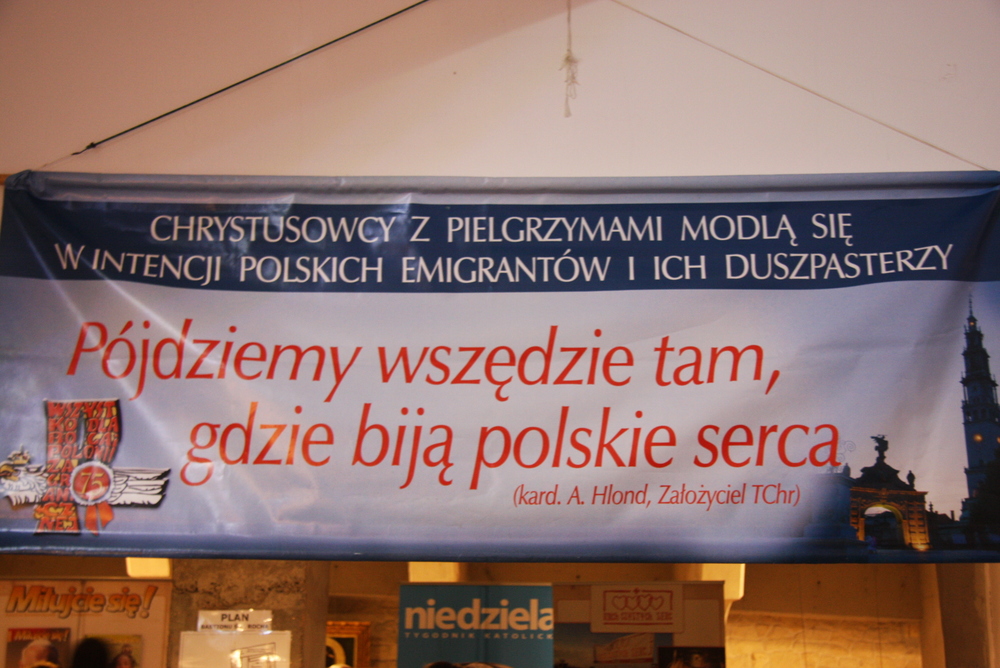 CHRYSTUSOWCY Z PIELGRZYMAMI MODLĄ SIĘ
W INTENCJI POLSKICH EMIGRANTÓW I ICH DUSZPASTERZY
Pójdziemy wszędzie tam,
gdzie biją polskie serca
(kard. A. Hlond, Założyciel TChr)
75
Miłujcie się!
PLAN
niedziela
TYGODNIK KATOLICKI